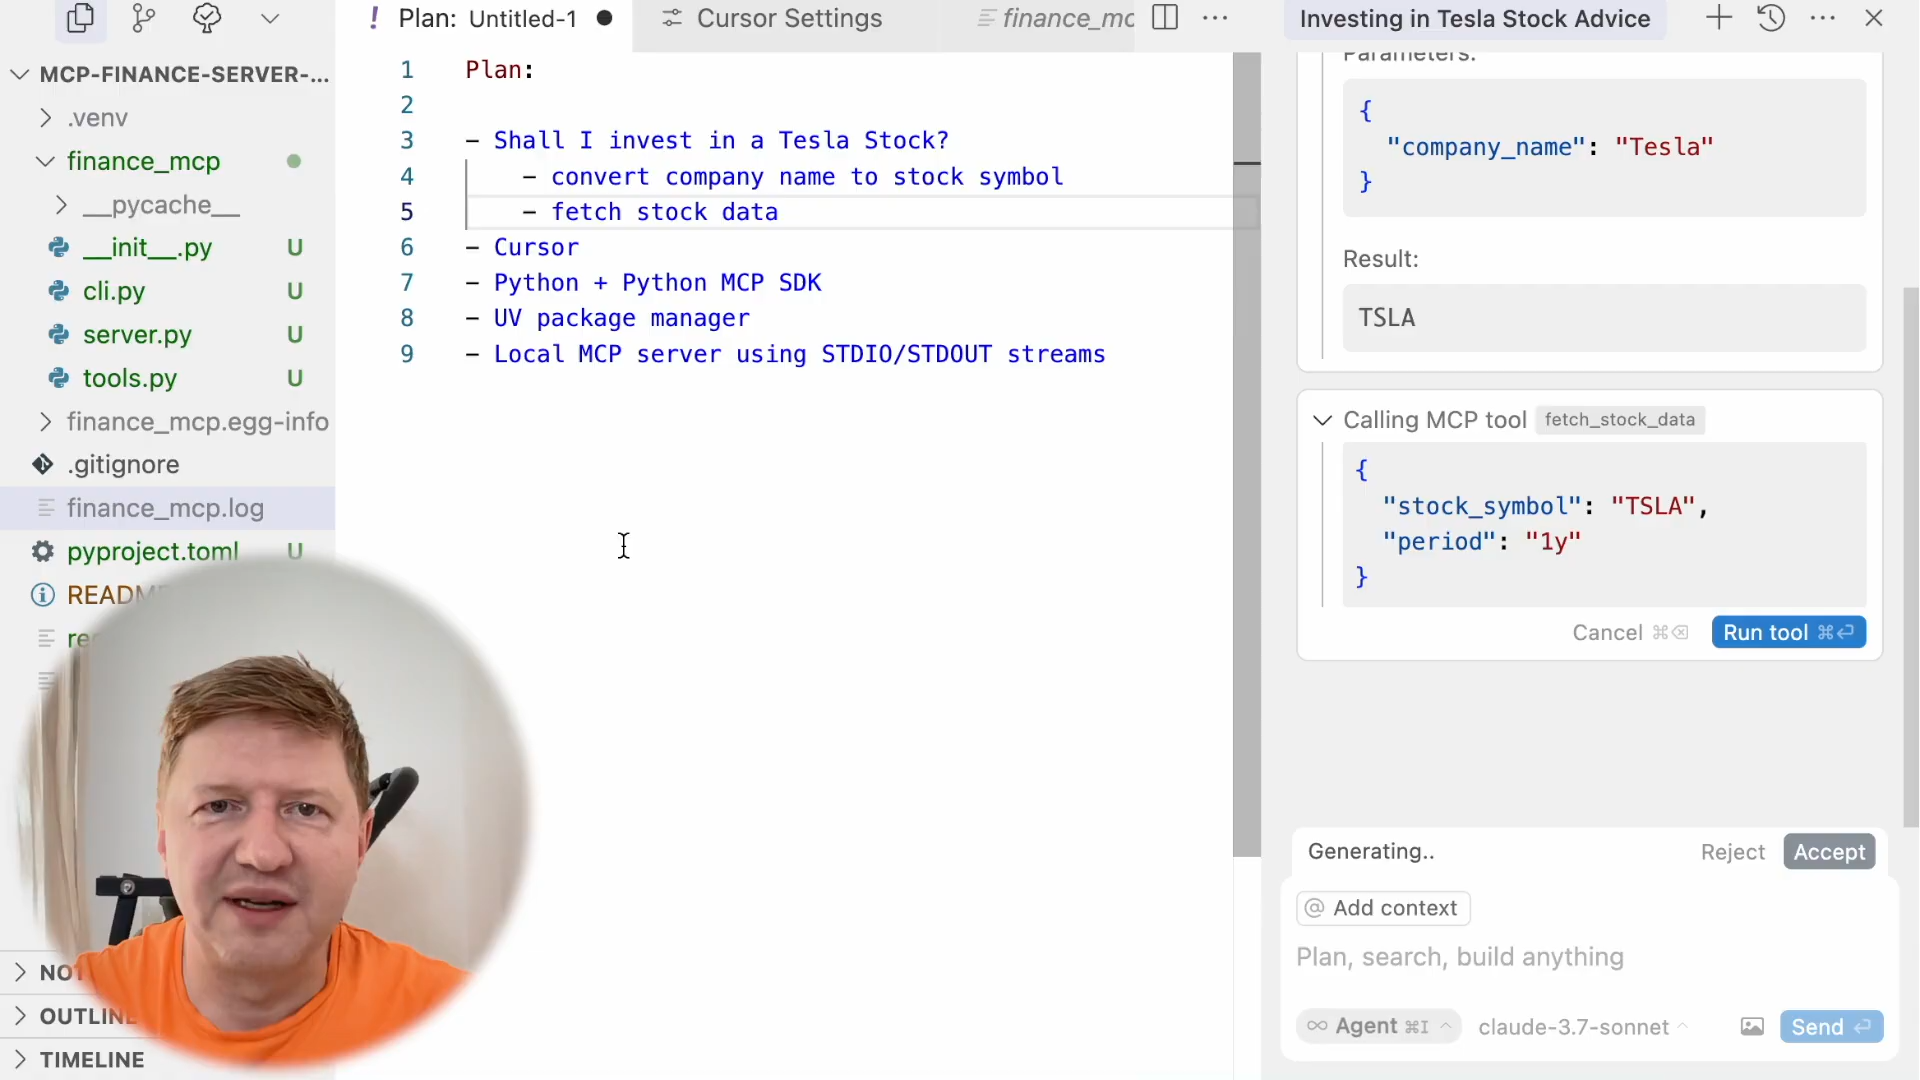 MCP-FINANCE-SERVER-...
.venv
finance_mcp
__pycache__
__init__.py U
cli.py U
server.py U
tools.py U
finance_mcp.egg-info
.gitignore
finance_mcp.log
pyproject.toml U
OUTLINE
TIMELINE
! Plan: Untitled-1 ●
Cursor Settings
...
1 Plan:
2
3 - Shall I invest in a Tesla Stock?
4 - convert company name to stock symbol
5 - fetch stock data
6 - Cursor
7 - Python + Python MCP SDK
8 - UV package manager
9 - Local MCP server using STDIO/STDOUT streams
Investing in Tesla Stock Advice
...
Parameters:
{
"company_name": "Tesla"
}
Result:
TSLA
Calling MCP tool fetch_stock_data
{
"stock_symbol": "TSLA",
"period": "1y"
}
Cancel ⌘⌫ Run tool ⌘⏎
Generating.. Reject Accept
@ Add context
Plan, search, build anything
∞ Agent ⌘I claude-3.7-sonnet Send ⏎